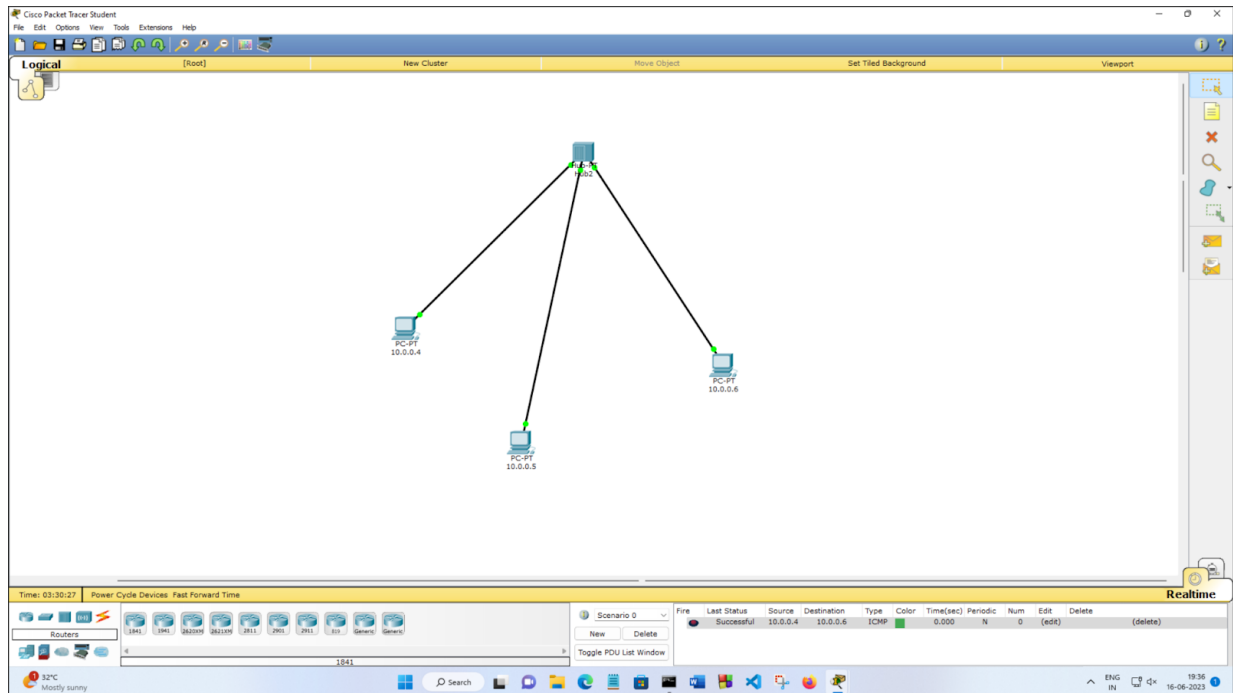 Cisco Packet Tracer Student
File Edit Options View Tools Extensions Help
Logical [Root] New Cluster Move Object Set Tiled Background Viewport
Hub-PT
Hub2
PC-PT
10.0.0.4
PC-PT
10.0.0.6
PC-PT
10.0.0.5
Time: 03:30:27 Power Cycle Devices Fast Forward Time
Realtime
Routers
1841 1941 2620XM 2621XM 2811 2901 2911 819 Generic Generic
1841
Scenario 0
New Delete
Toggle PDU List Window
Fire Last Status Source Destination Type Color Time(sec) Periodic Num Edit Delete
Successful 10.0.0.4 10.0.0.6 ICMP 0.000 N 0 (edit) (delete)
1
32°C
Mostly sunny
Search
ENG
IN
19:36
16-06-2023
1